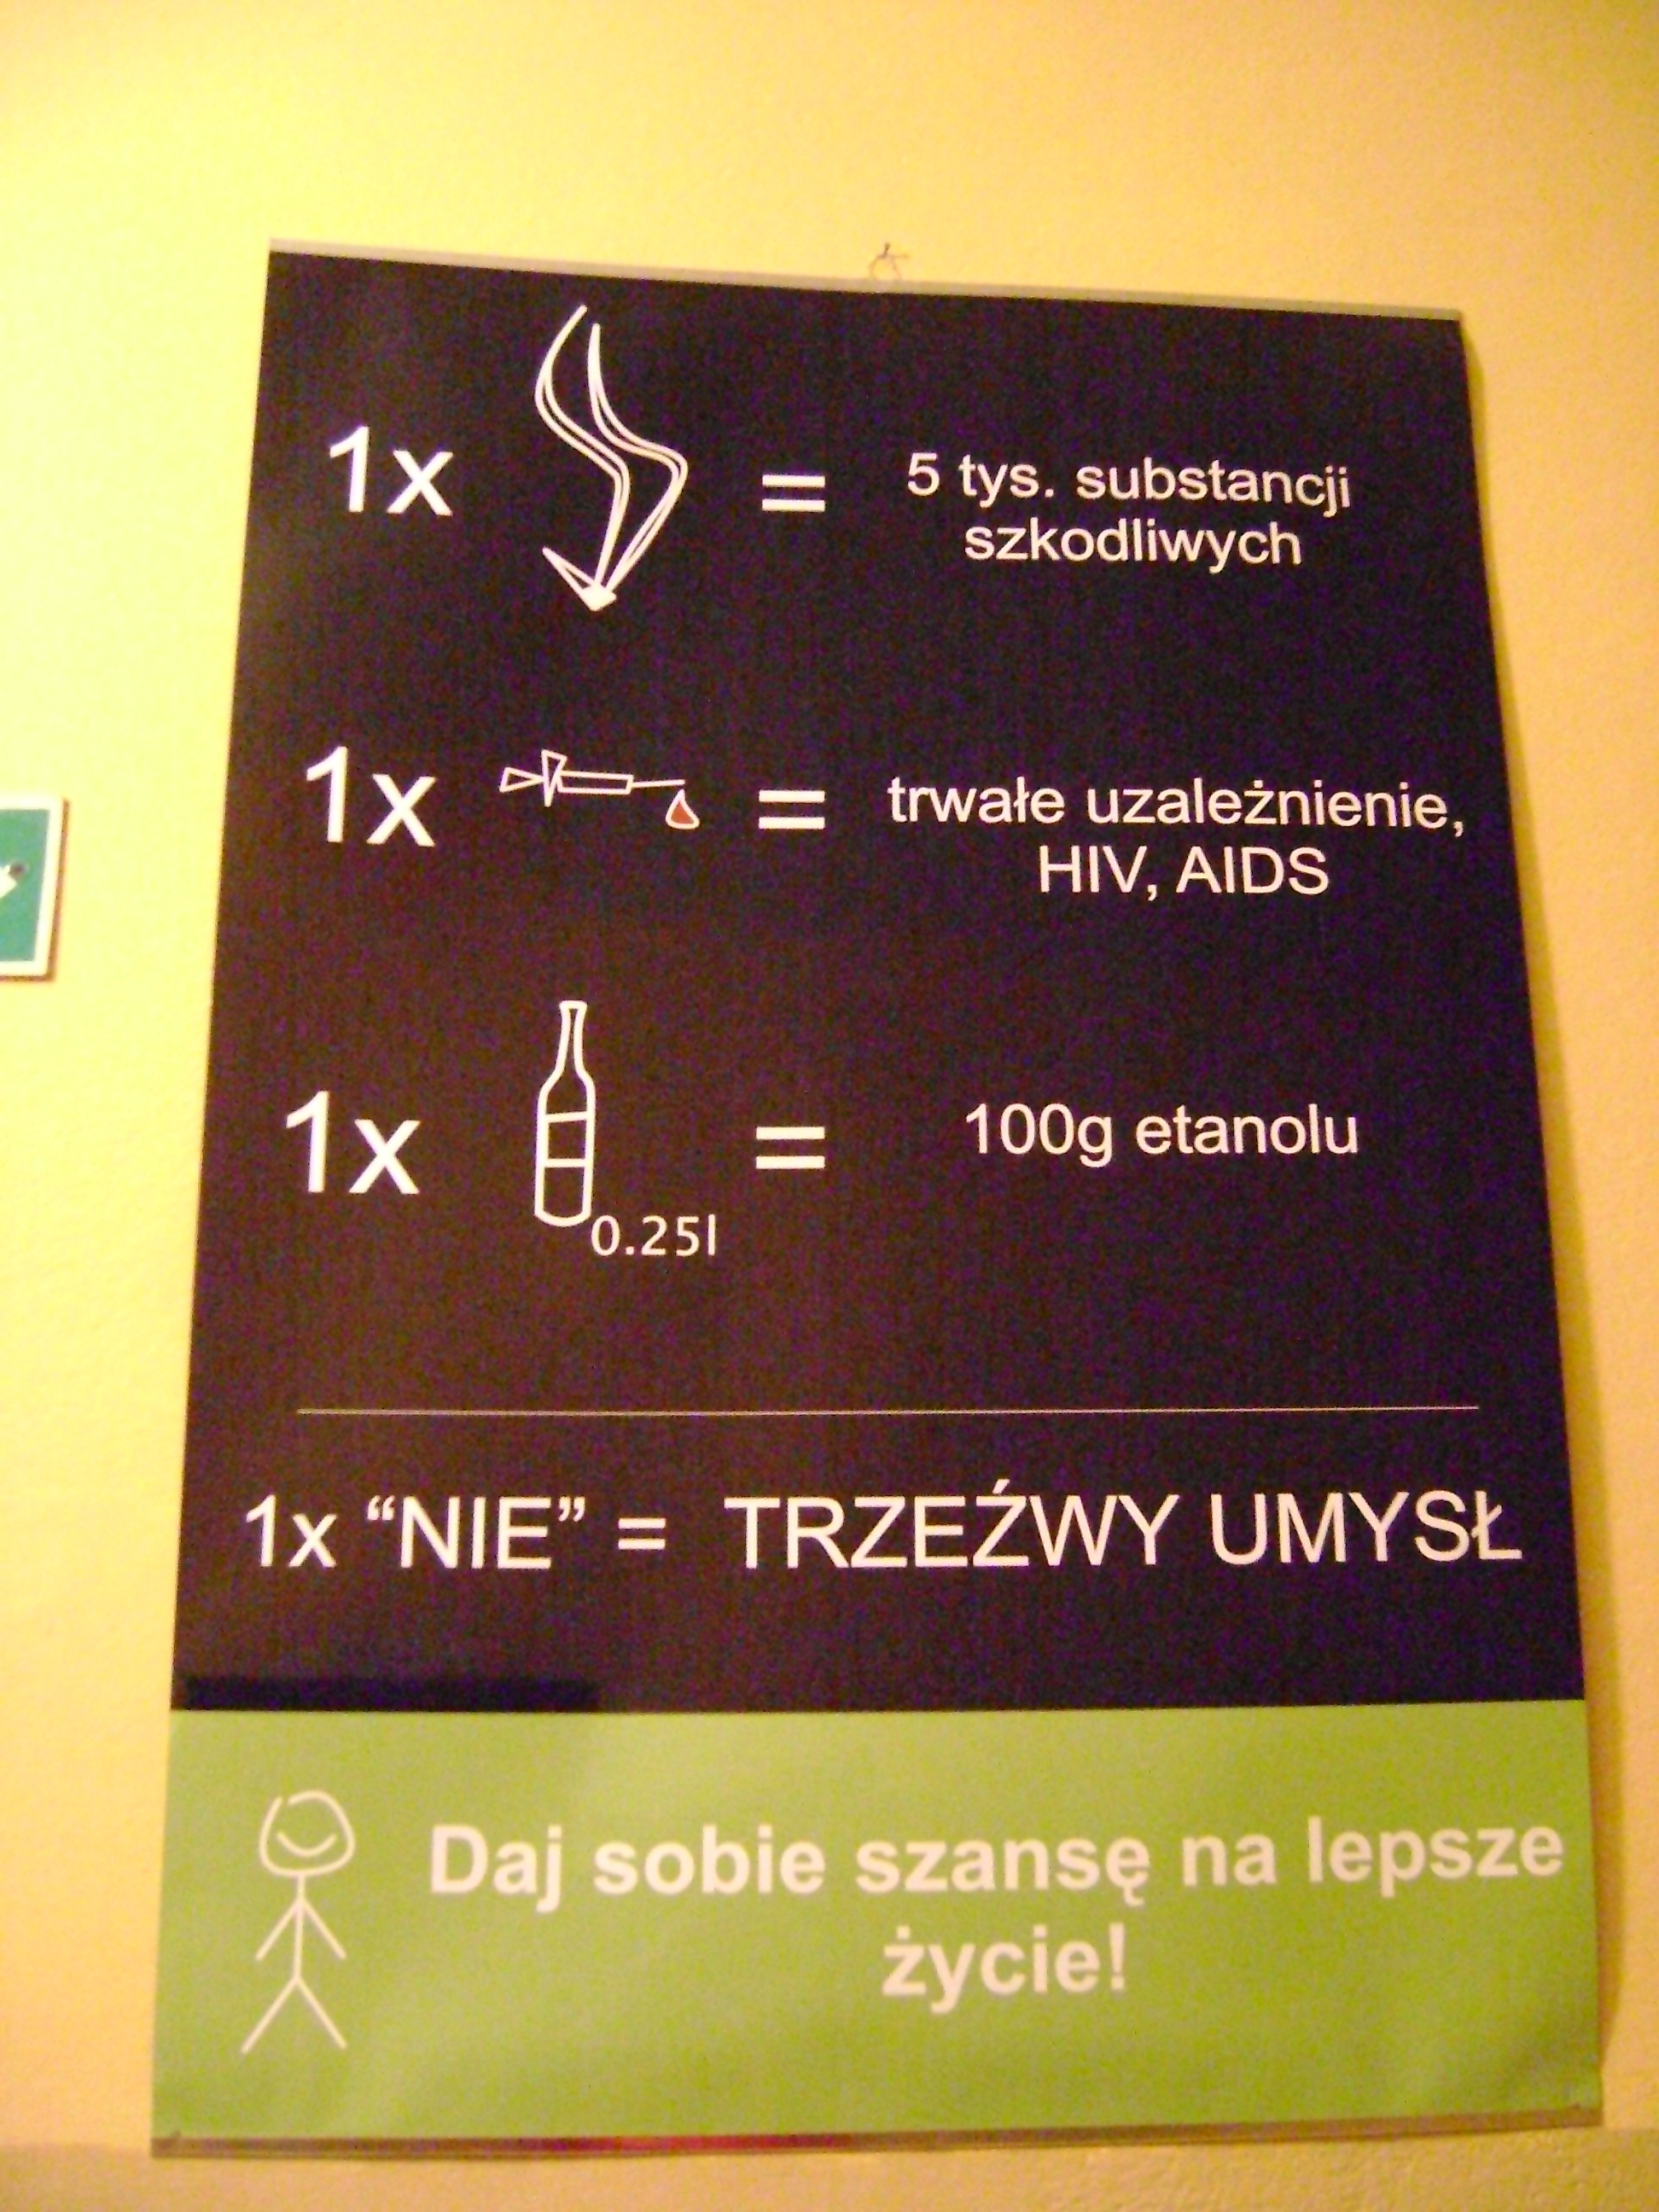 1x = 5 tys. substancji
szkodliwych
1x = trwałe uzależnienie,
HIV, AIDS
1x = 100g etanolu
0.25l
1x “NIE” = TRZEŹWY UMYSŁ
Daj sobie szansę na lepsze
życie!